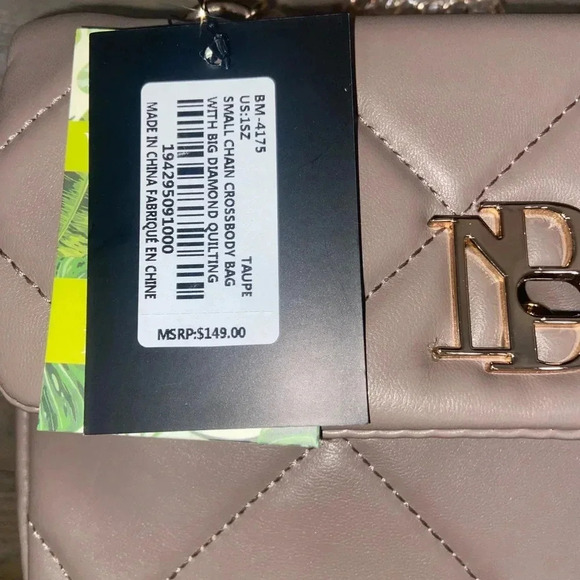 BM-4175
US:1SZ TAUPE
SMALL CHAIN CROSSBODY BAG
WITH BIG DIAMOND QUILTING
194295091000
MADE IN CHINA FABRIQUÉ EN CHINE
MSRP:$149.00